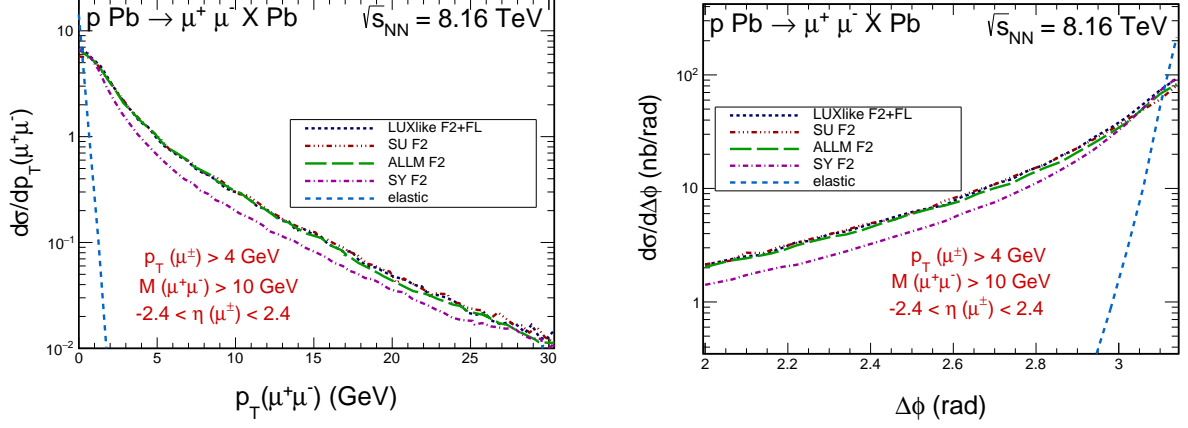 p Pb → μ⁺ μ⁻ X Pb √s_NN = 8.16 TeV
dσ/dp_T(μ⁺μ⁻)
10
1
10⁻¹
10⁻²
LUXlike F2+FL
SU F2
ALLM F2
SY F2
elastic
p_T (μ^±) > 4 GeV
M (μ⁺μ⁻) > 10 GeV
-2.4 < η (μ^±) < 2.4
0 5 10 15 20 25 30
p_T(μ⁺μ⁻) (GeV)
p Pb → μ⁺ μ⁻ X Pb √s_NN = 8.16 TeV
dσ/dΔϕ (nb/rad)
10²
10
1
LUXlike F2+FL
SU F2
ALLM F2
SY F2
elastic
p_T (μ^±) > 4 GeV
M (μ⁺μ⁻) > 10 GeV
-2.4 < η (μ^±) < 2.4
2 2.2 2.4 2.6 2.8 3
Δϕ (rad)